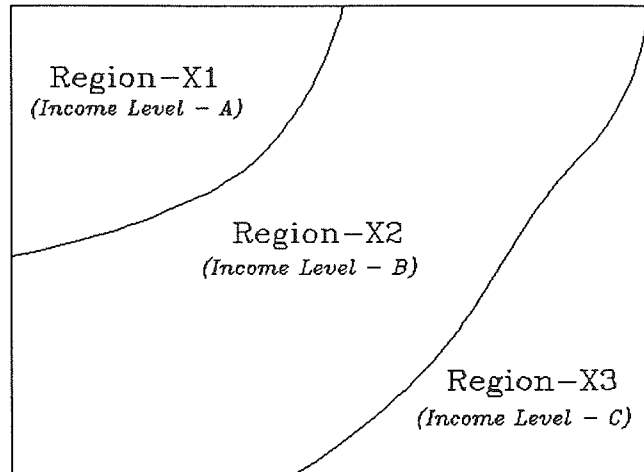 Region-X1
(Income Level - A)
Region-X2
(Income Level - B)
Region-X3
(Income Level - C)